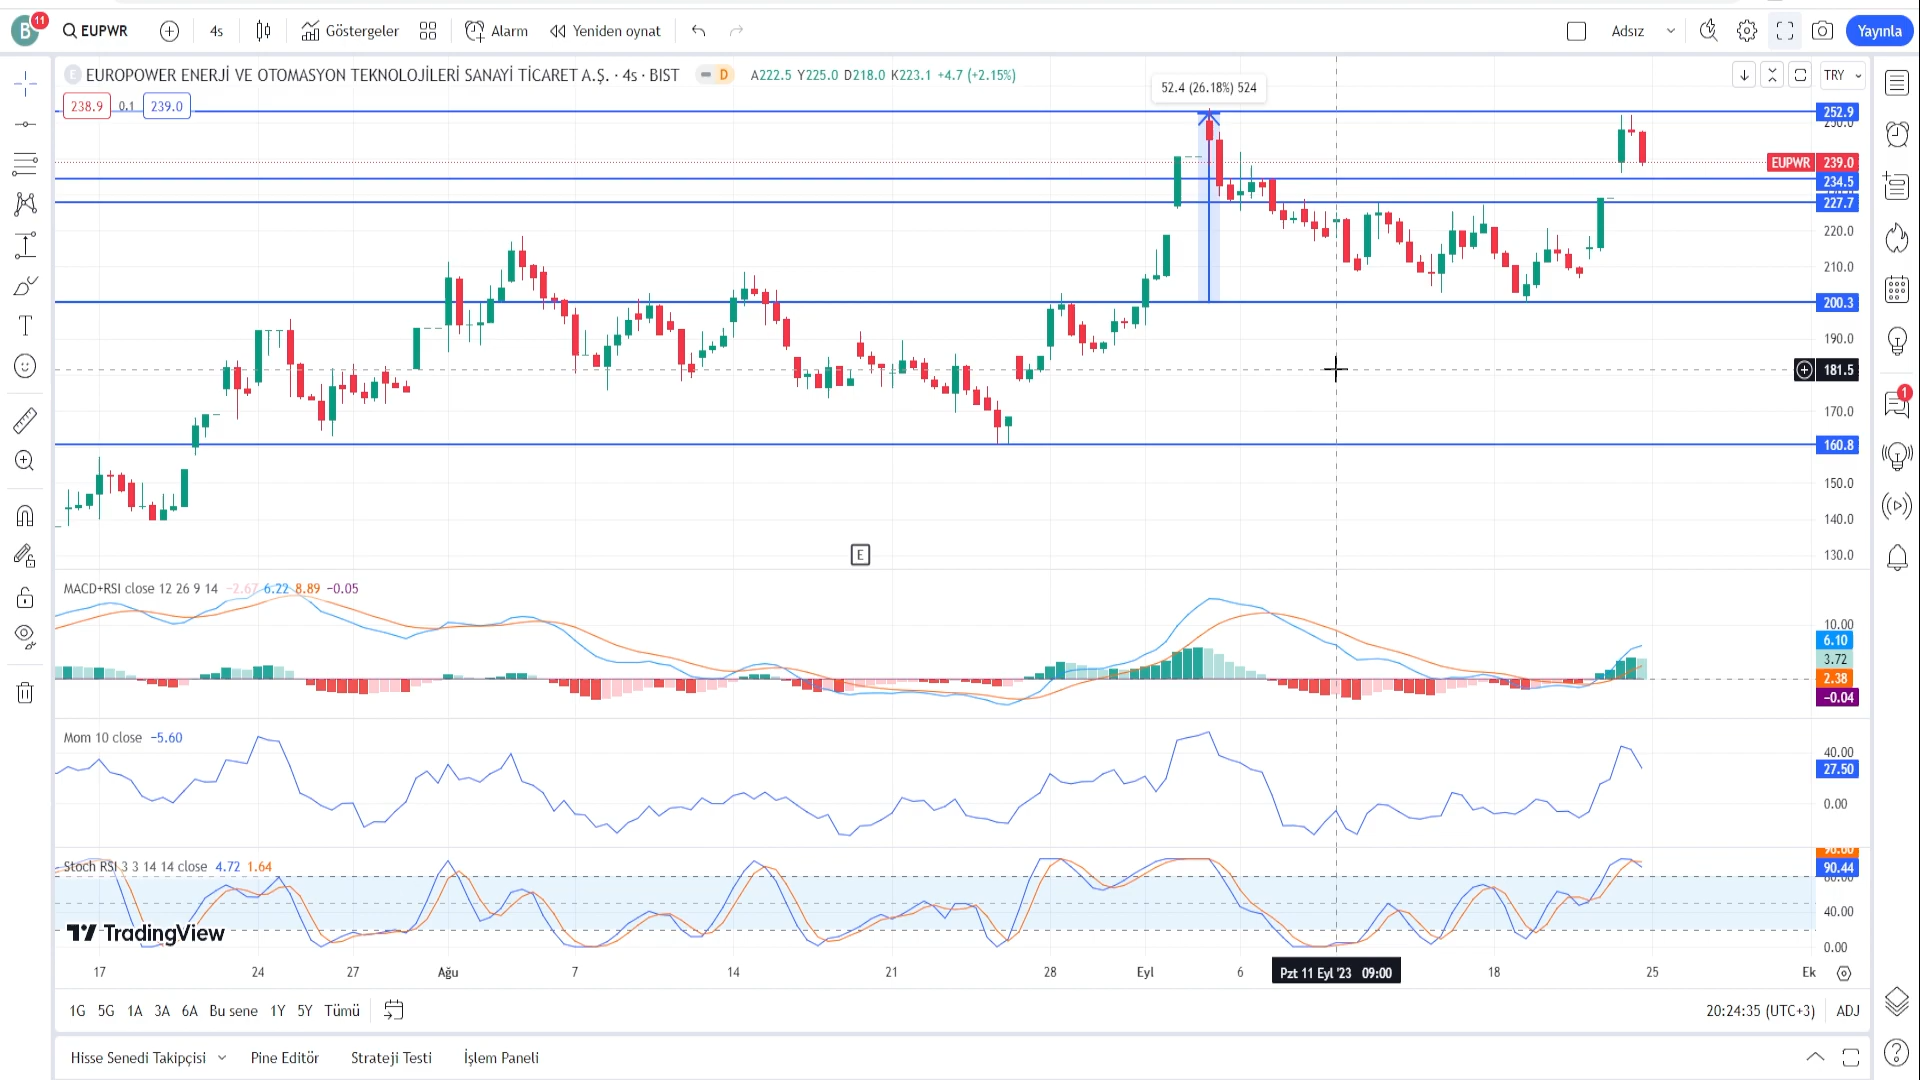 B 11 EUPWR 4s Göstergeler Alarm Yeniden oynat Adsız Yayınla
E EUROPOWER ENERJİ VE OTOMASYON TEKNOLOJİLERİ SANAYİ TİCARET A.Ş. · 4s · BIST D A222.5 Y225.0 D218.0 K223.1 +4.7 (+2.15%) TRY
52.4 (26.18%) 524
238.9 0.1 239.0
252.9
250.0
EUPWR 239.0
234.5
227.7
220.0
210.0
200.3
190.0
181.5
170.0
160.8
150.0
140.0
130.0
E
MACD+RSI close 12 26 9 14 −2.67 6.22 8.89 −0.05
10.00
6.10
3.72
2.38
−0.04
Mom 10 close −5.60
40.00
27.50
0.00
Stoch RSI 3 3 14 14 close 4.72 1.64
90.44
40.00
0.00
TradingView
17 24 27 Ağu 7 14 21 28 Eyl 6 Pzt 11 Eyl '23 09:00 18 25 Ek
1G 5G 1A 3A 6A Bu sene 1Y 5Y Tümü 20:24:35 (UTC+3) ADJ
Hisse Senedi Takipçisi Pine Editör Strateji Testi İşlem Paneli
1